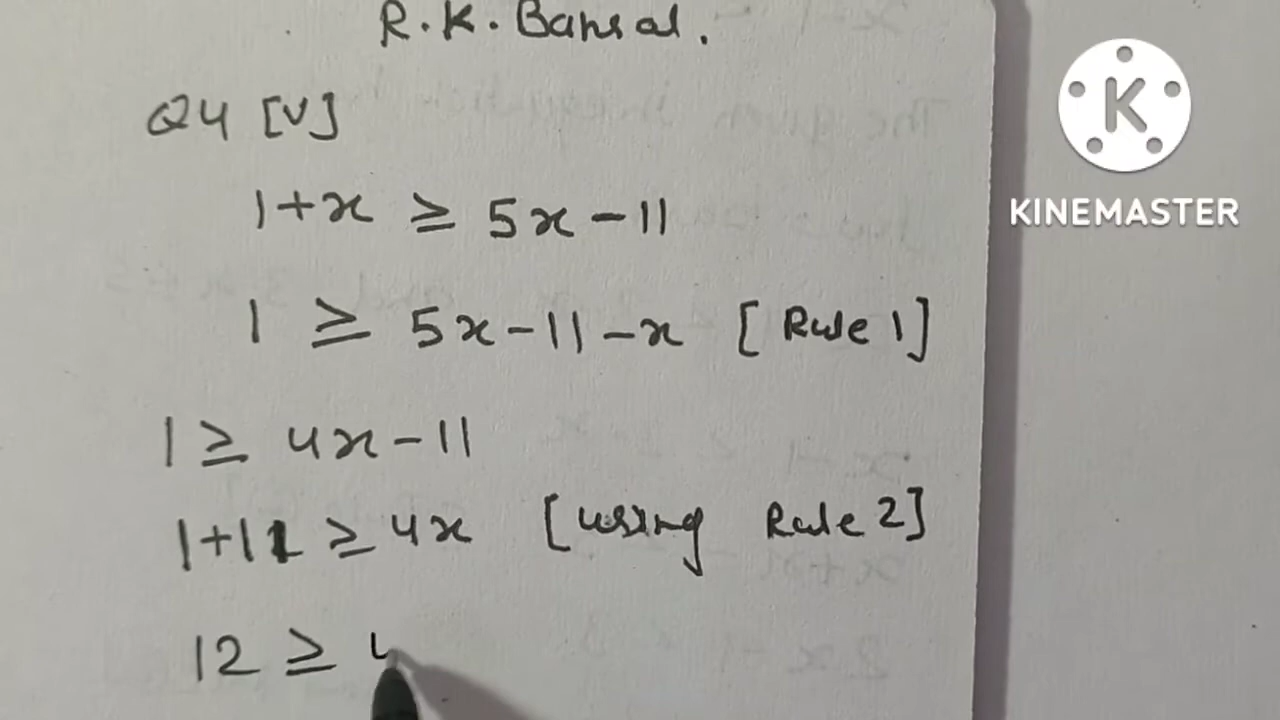 R.K. Bansal.
Q4 [V]
1+x ≥ 5x-11
1 ≥ 5x-11-x [Rule 1]
1 ≥ 4x-11
1+11 ≥ 4x [using Rule 2]
12 ≥ 4
KINEMASTER